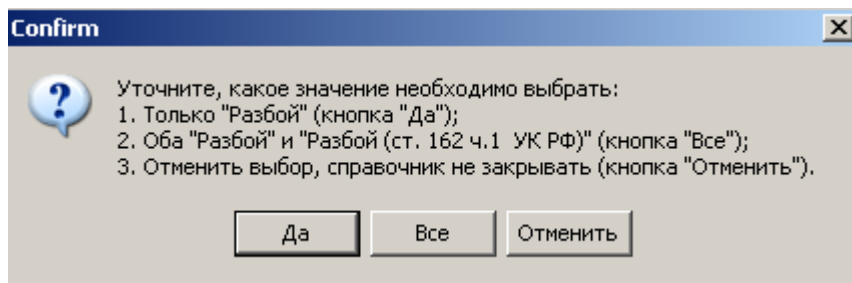 Confirm
Уточните, какое значение необходимо выбрать:
1. Только "Разбой" (кнопка "Да");
2. Оба "Разбой" и "Разбой (ст. 162 ч.1  УК РФ)" (кнопка "Все");
3. Отменить выбор, справочник не закрывать (кнопка "Отменить").
Да Все Отменить